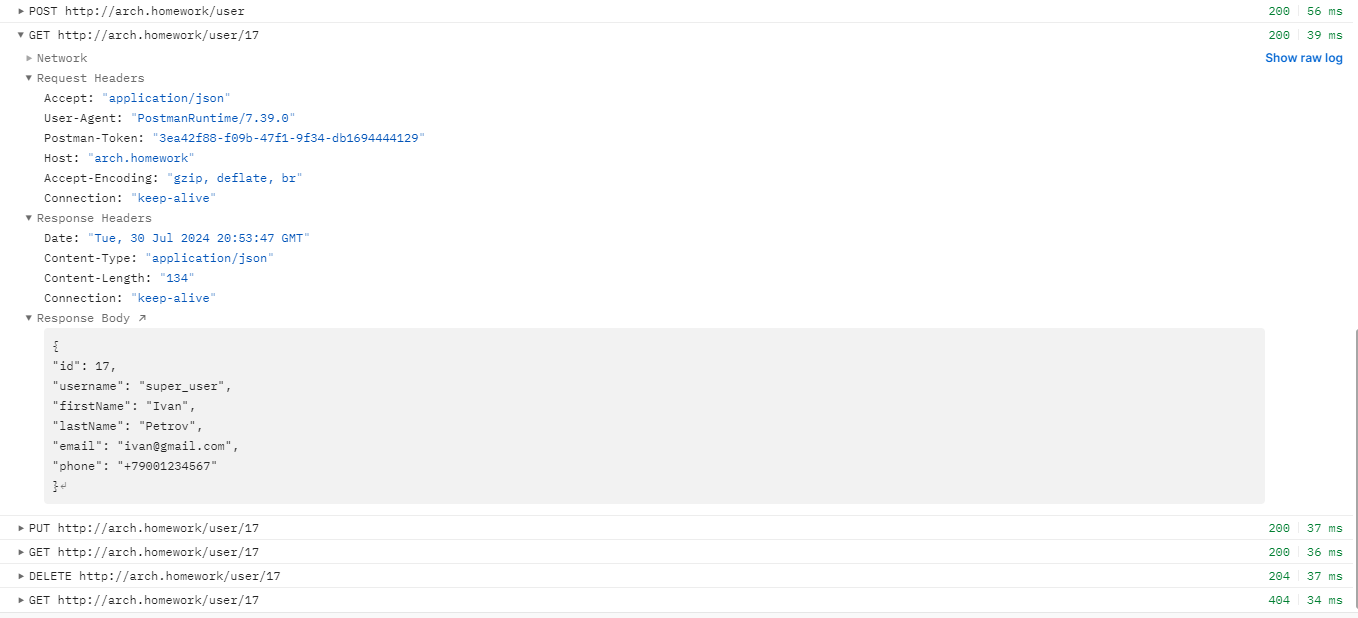 POST http://arch.homework/user 200 56 ms
GET http://arch.homework/user/17 200 39 ms
Network Show raw log
Request Headers
Accept: "application/json"
User-Agent: "PostmanRuntime/7.39.0"
Postman-Token: "3ea42f88-f09b-47f1-9f34-db1694444129"
Host: "arch.homework"
Accept-Encoding: "gzip, deflate, br"
Connection: "keep-alive"
Response Headers
Date: "Tue, 30 Jul 2024 20:53:47 GMT"
Content-Type: "application/json"
Content-Length: "134"
Connection: "keep-alive"
Response Body ↗
{
"id": 17,
"username": "super_user",
"firstName": "Ivan",
"lastName": "Petrov",
"email": "ivan@gmail.com",
"phone": "+79001234567"
}↵
PUT http://arch.homework/user/17 200 37 ms
GET http://arch.homework/user/17 200 36 ms
DELETE http://arch.homework/user/17 204 37 ms
GET http://arch.homework/user/17 404 34 ms